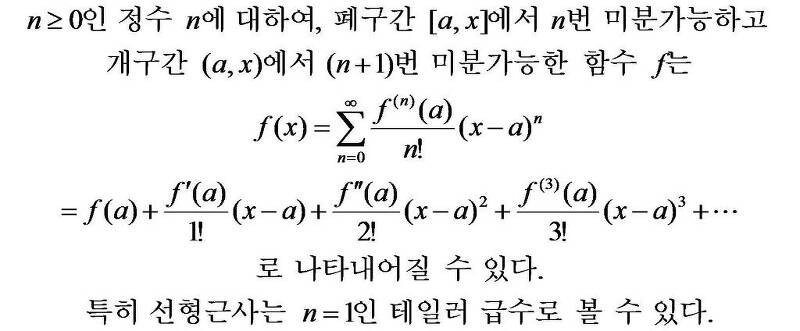 n≥0인 정수 n에 대하여, 폐구간 [a, x]에서 n번 미분가능하고
개구간 (a, x)에서 (n+1)번 미분가능한 함수 f는
f(x) = ∑_{n=0}^{∞} f^{(n)}(a)/n! (x−a)^n
= f(a) + f′(a)/1! (x−a) + f″(a)/2! (x−a)^2 + f^{(3)}(a)/3! (x−a)^3 + ⋯
로 나타내어질 수 있다.
특히 선형근사는 n=1인 테일러 급수로 볼 수 있다.